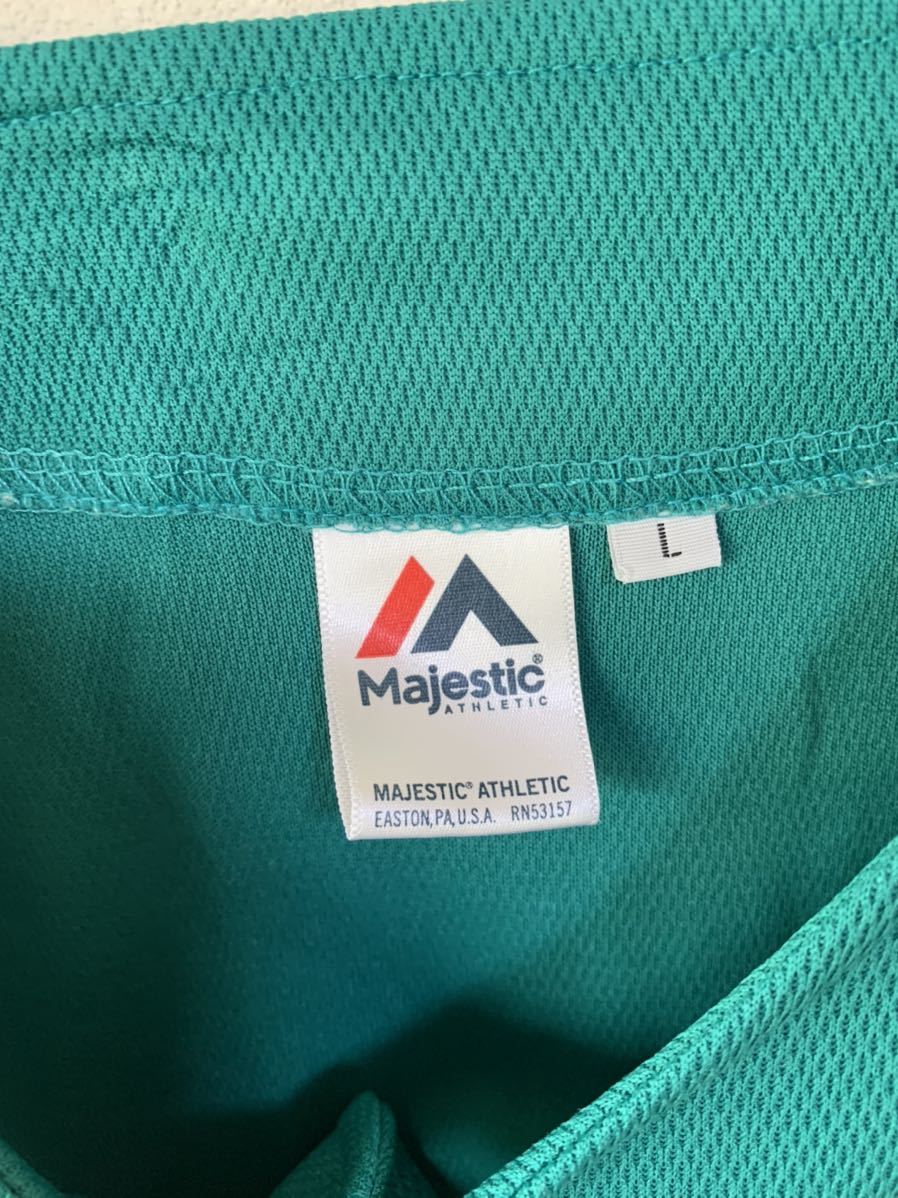 L
Majestic®
ATHLETIC
MAJESTIC® ATHLETIC
EASTON,PA,U.S.A. RN53157